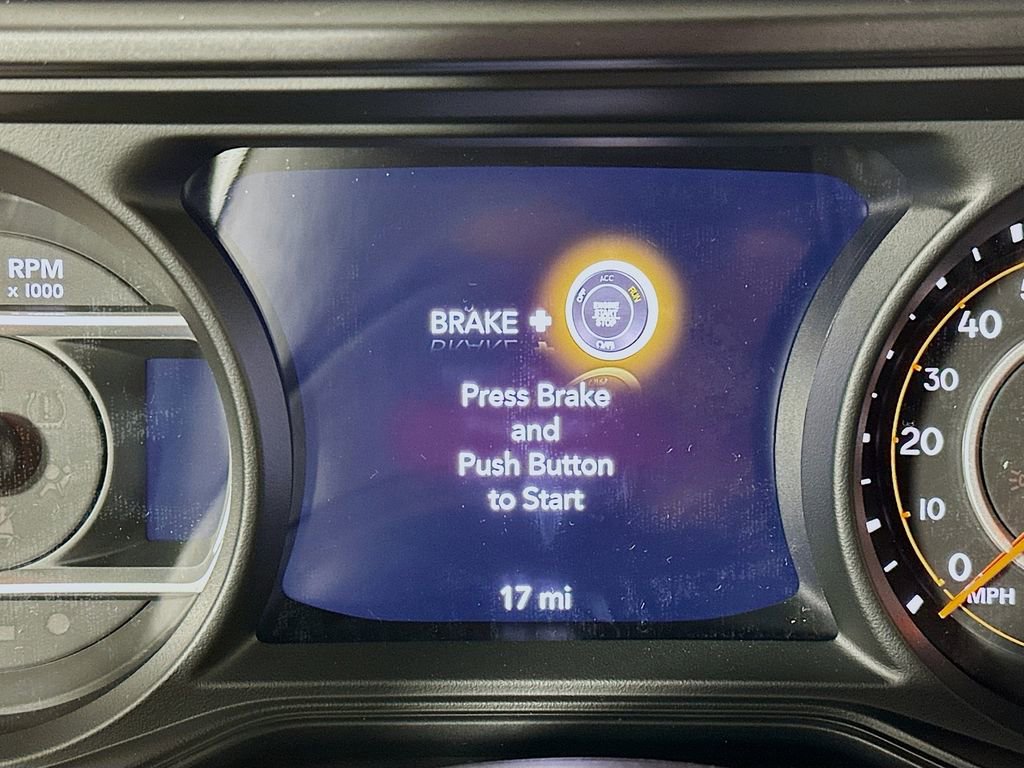 RPM
x 1000
BRAKE +
ACC
OFF
RUN
ENGINE
START
STOP
Press Brake
and
Push Button
to Start
17 mi
40
30
20
10
0
MPH